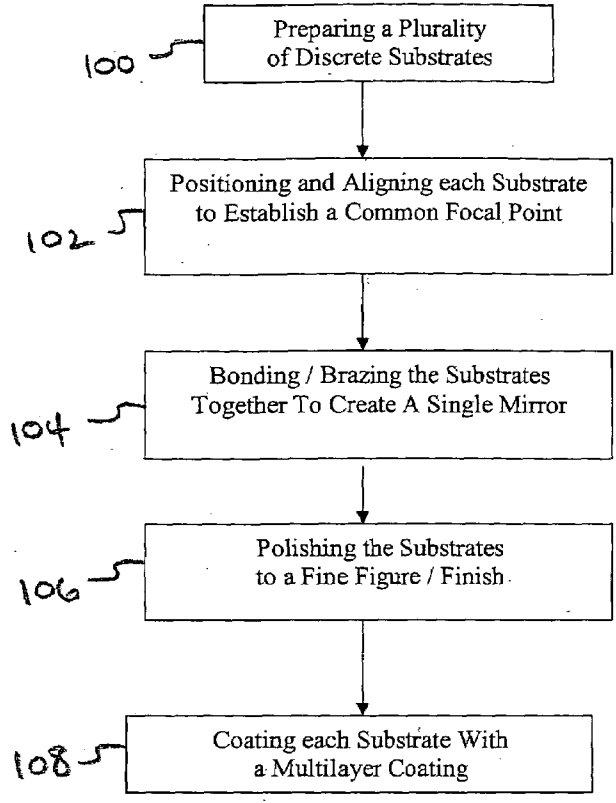 Preparing a Plurality
of Discrete Substrates
100
Positioning and Aligning each Substrate
to Establish a Common Focal Point
102
Bonding / Brazing the Substrates
Together To Create A Single Mirror
104
Polishing the Substrates
to a Fine Figure / Finish
106
Coating each Substrate With
a Multilayer Coating
108